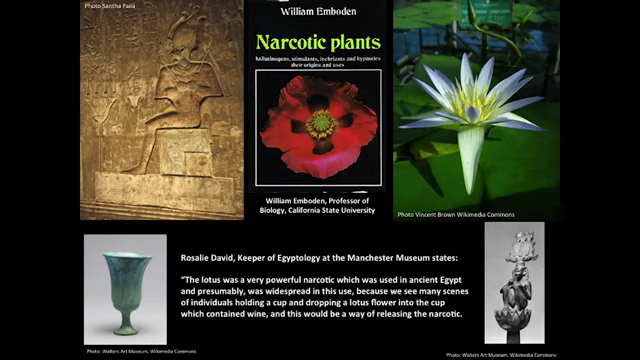 Photo Santha Faiia
William Emboden
Narcotic plants
hallucinogens, stimulants, inebriants and hypnotics
their origins and uses
William Emboden, Professor of
Biology, California State University
Photo Vincent Brown Wikimedia Commons
Rosalie David, Keeper of Egyptology at the Manchester Museum states:
"The lotus was a very powerful narcotic which was used in ancient Egypt
and presumably, was widespread in this use, because we see many scenes
of individuals holding a cup and dropping a lotus flower into the cup
which contained wine, and this would be a way of releasing the narcotic.
Photo: Walters Art Museum, Wikimedia Commons
Photo: Walters Art Museum, Wikimedia Commons